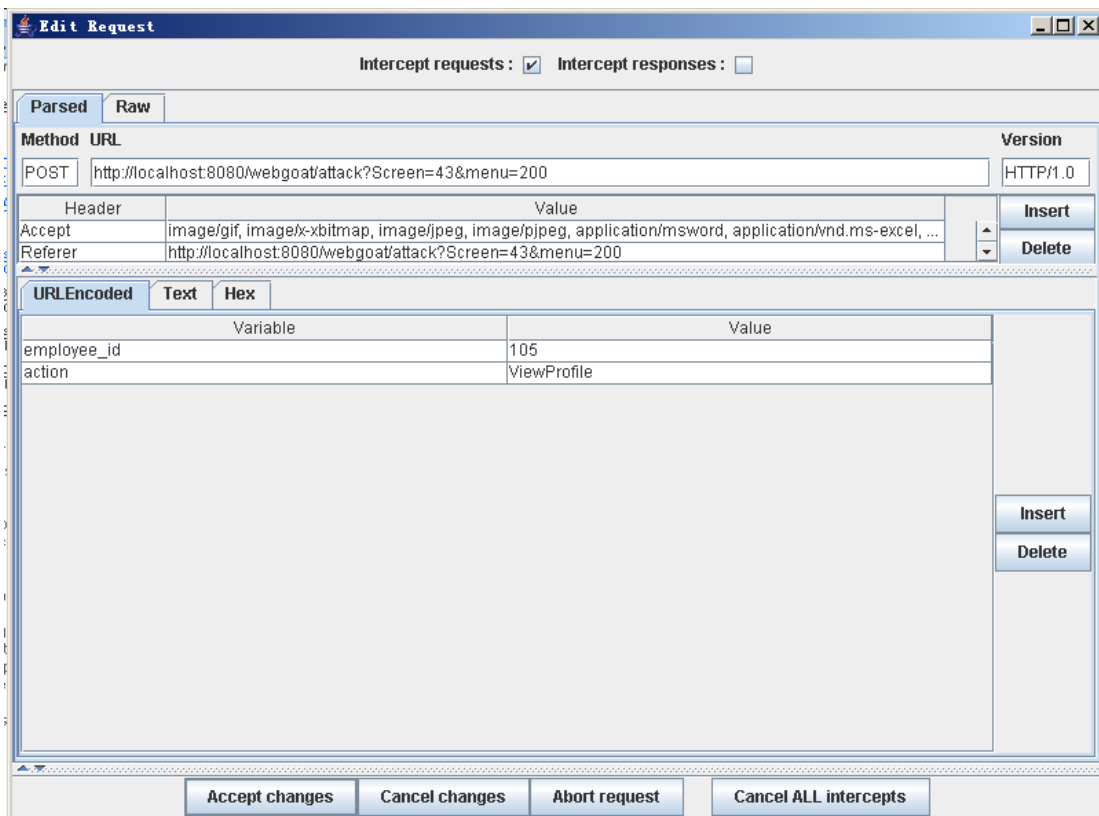 Edit Request
Intercept requests : Intercept responses :
Parsed Raw
Method URL Version
POST http://localhost:8080/webgoat/attack?Screen=43&menu=200 HTTP/1.0
Header Value Insert
Accept image/gif, image/x-xbitmap, image/jpeg, image/pjpeg, application/msword, application/vnd.ms-excel, ...
Referer http://localhost:8080/webgoat/attack?Screen=43&menu=200 Delete
URLEncoded Text Hex
Variable Value
employee_id 105
action ViewProfile
Insert
Delete
Accept changes Cancel changes Abort request Cancel ALL intercepts